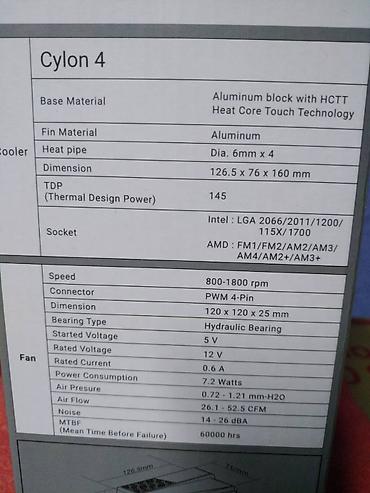 Cylon 4
Base Material
Aluminum block with HCTT
Heat Core Touch Technology
Fin Material
Aluminum
Cooler
Heat pipe
Dia. 6mm x 4
Dimension
126.5 x 76 x 160 mm
TDP
(Thermal Design Power)
145
Socket
Intel : LGA 2066/2011/1200/
115X/1700
AMD : FM1/FM2/AM2/AM3/
AM4/AM2+/AM3+
Fan
Speed
800-1800 rpm
Connector
PWM 4-Pin
Dimension
120 x 120 x 25 mm
Bearing Type
Hydraulic Bearing
Started Voltage
5 V
Rated Voltage
12 V
Rated Current
0.6 A
Power Consumption
7.2 Watts
Air Presure
0.72 - 1.21 mm-H2O
Air Flow
26.1 - 52.5 CFM
Noise
14 - 26 dBA
MTBF
(Mean Time Before Failure)
60000 hrs
126.5mm